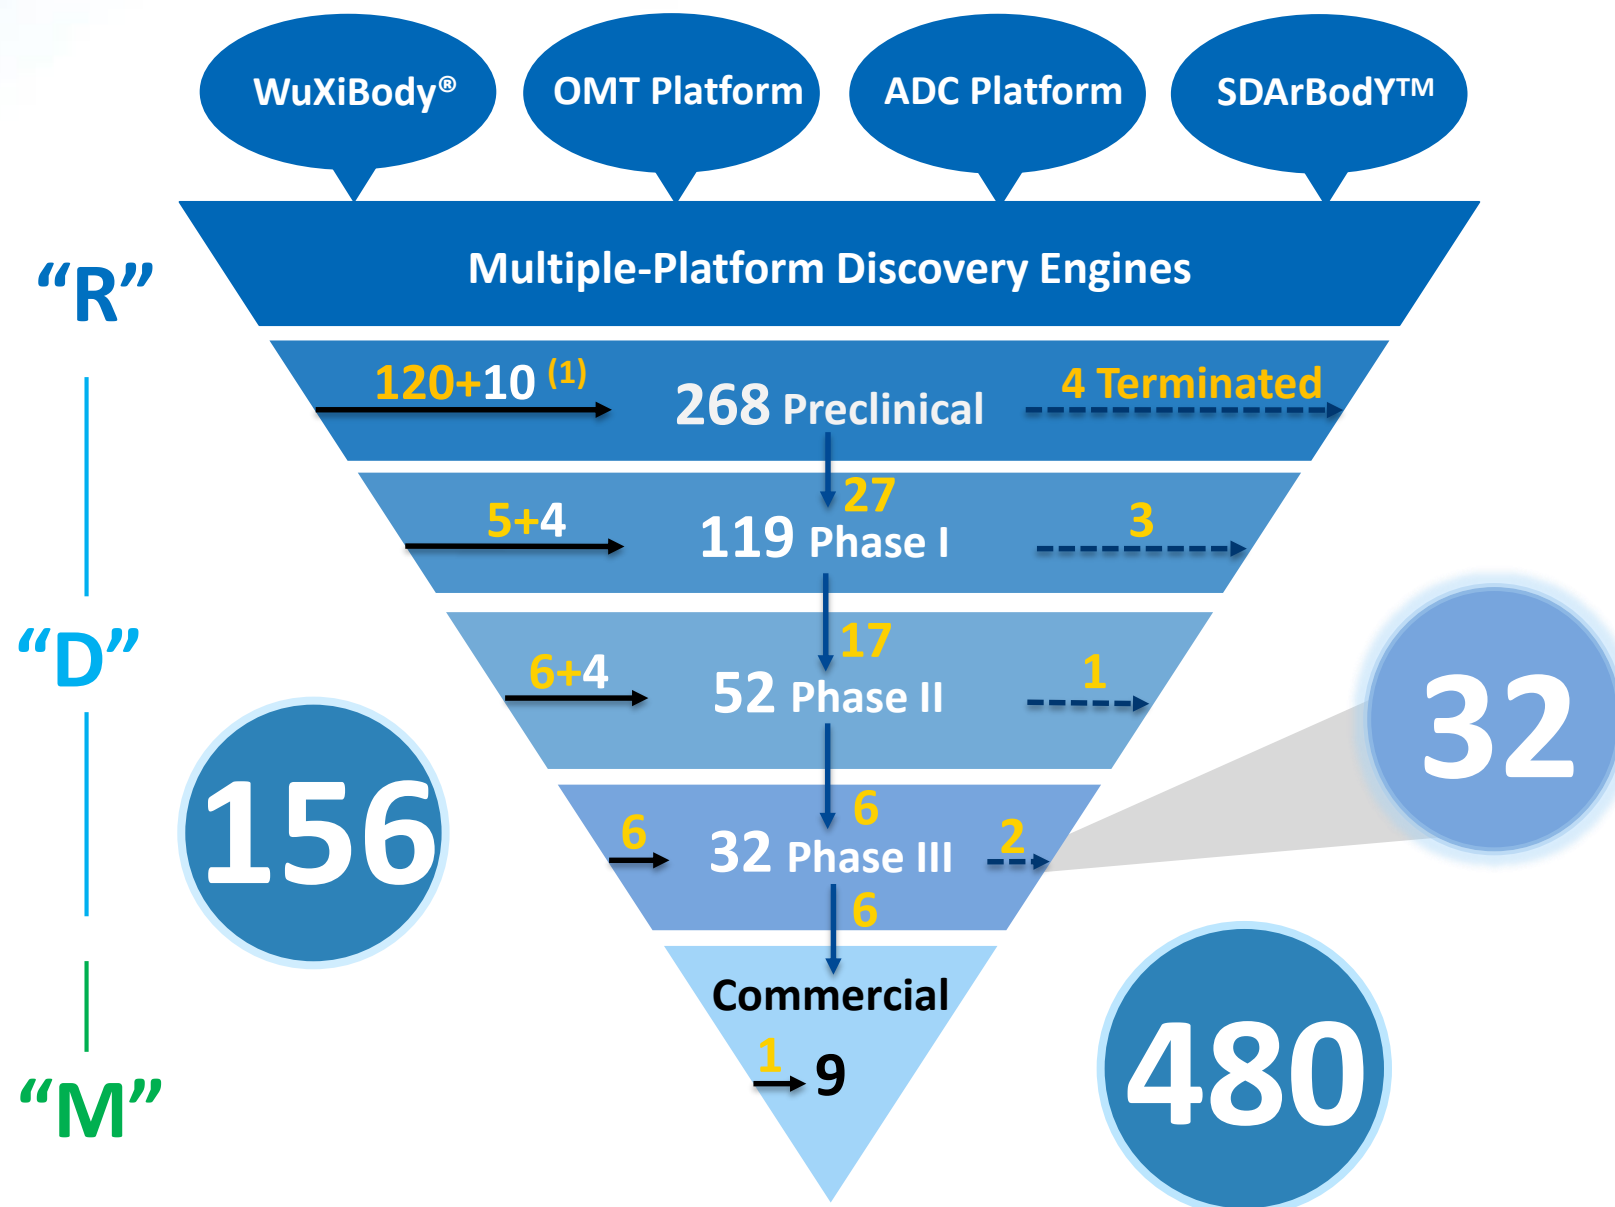 WuXiBody®
OMT Platform
ADC Platform
SDArBodY™
Multiple-Platform Discovery Engines
“R”
120+10 (1)
268 Preclinical
4 Terminated
27
5+4
119 Phase I
3
17
“D”
6+4
52 Phase II
1
32
156
6
6
32 Phase III
2
6
Commercial
1
9
480
“M”